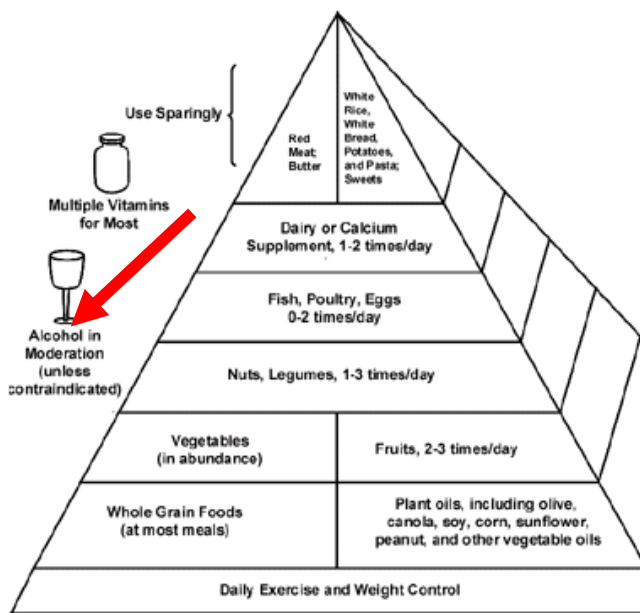 Use Sparingly
Red
Meat;
Butter
White
Rice,
White
Bread,
Potatoes,
and Pasta;
Sweets
Multiple Vitamins
for Most
Dairy or Calcium
Supplement, 1-2 times/day
Alcohol in
Moderation
(unless
contraindicated)
Fish, Poultry, Eggs
0-2 times/day
Nuts, Legumes, 1-3 times/day
Vegetables
(in abundance)
Fruits, 2-3 times/day
Whole Grain Foods
(at most meals)
Plant oils, including olive,
canola, soy, corn, sunflower,
peanut, and other vegetable oils
Daily Exercise and Weight Control